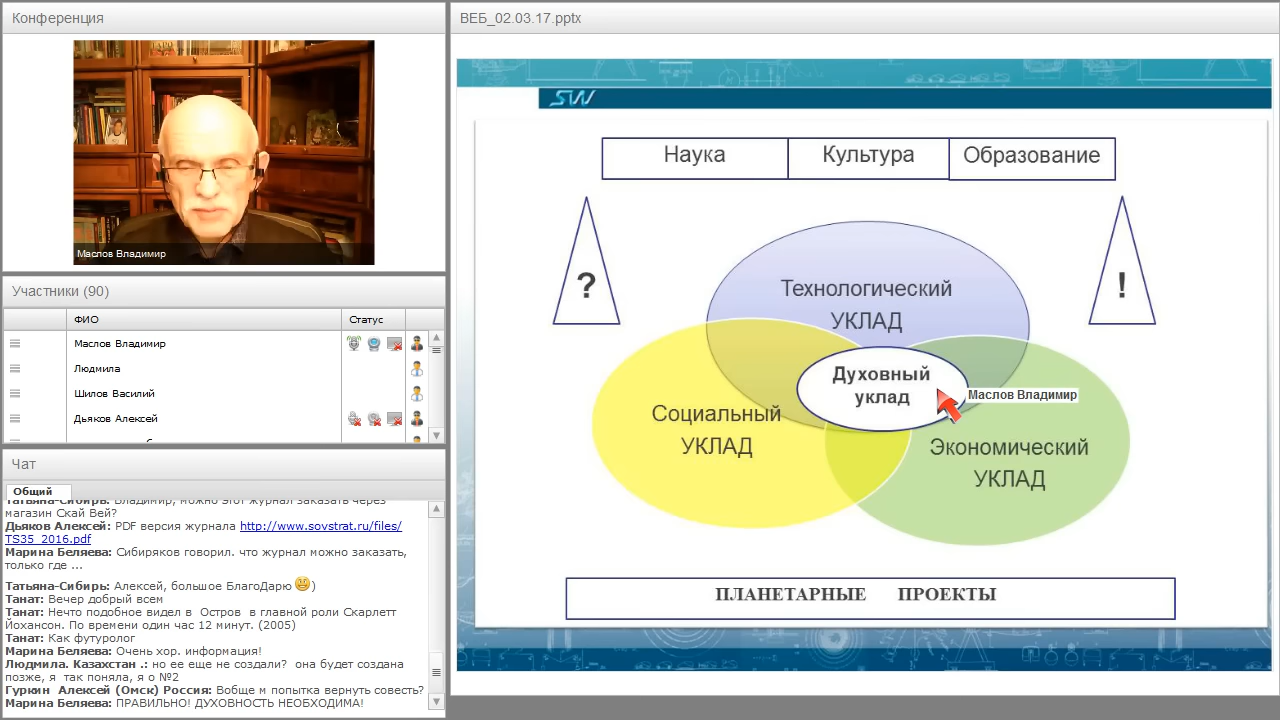 Конференция
Маслов Владимир
Участники (90)
ФИО
Статус
Маслов Владимир
Людмила
Шилов Василий
Дьяков Алексей
Чат
Общий
Татьяна-Сибирь: Владимир, можно этот журнал заказать через
магазин Скай Вей?
Дьяков Алексей: PDF версия журнала http://www.sovstrat.ru/files/
TS35_2016.pdf
Марина Беляева: Сибиряков говорил. что журнал можно заказать,
только где ...
Татьяна-Сибирь: Алексей, большое БлагоДарю )
Танат: Вечер добрый всем
Танат: Нечто подобное видел в Остров в главной роли Скарлетт
Йохансон. По времени один час 12 минут. (2005)
Танат: Как футуролог
Марина Беляева: Очень хор. информация!
Людмила. Казахстан .: но ее еще не создали? она будет создана
позже, я так поняла, я о №2
Гуркин Алексей (Омск) Россия: Вобще м попытка вернуть совесть?
Марина Беляева: ПРАВИЛЬНО! ДУХОВНОСТЬ НЕОБХОДИМА!
ВЕБ_02.03.17.pptx
SW
Наука
Культура
Образование
?
!
Технологический
УКЛАД
Духовный
уклад
Маслов Владимир
Социальный
УКЛАД
Экономический
УКЛАД
ПЛАНЕТАРНЫЕ ПРОЕКТЫ